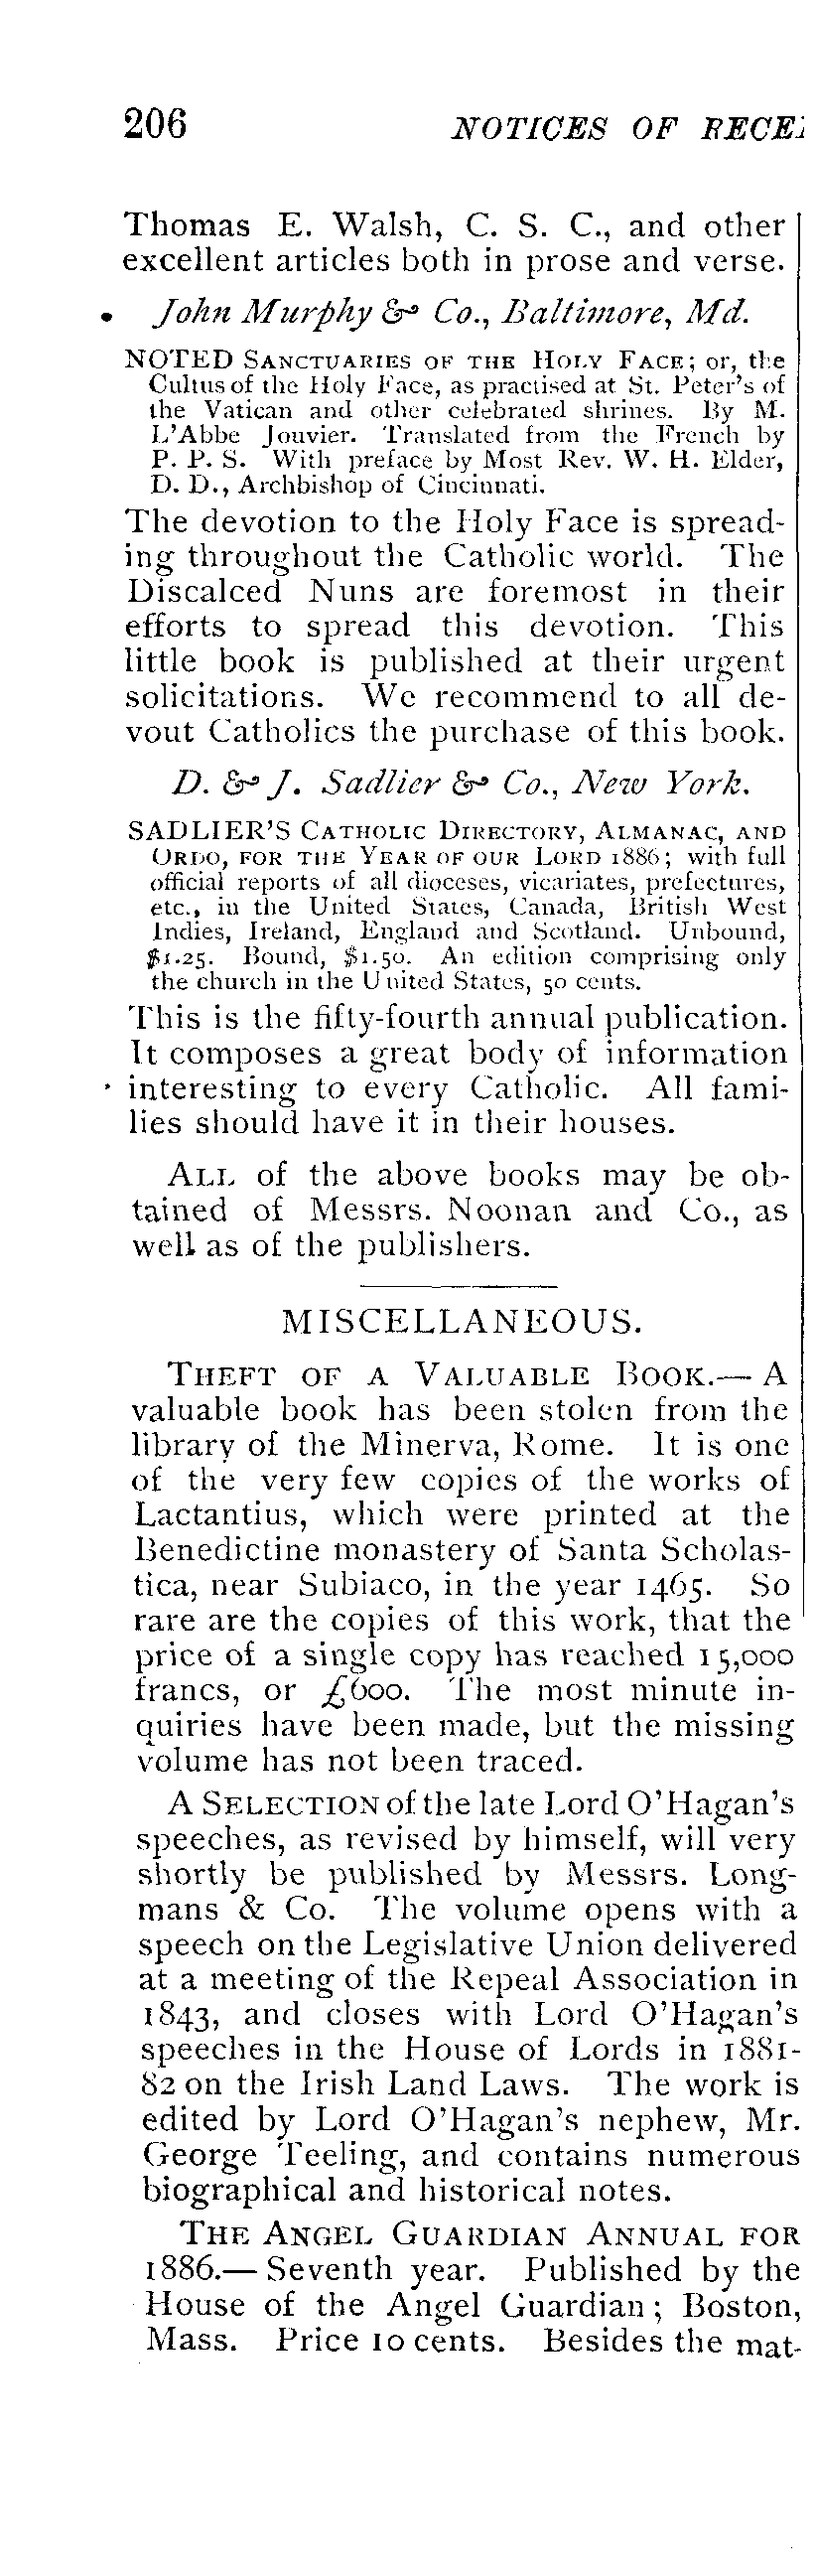 206 NOTICES OF RECE
Thomas E. Walsh, C. S. C., and other
excellent articles both in prose and verse.
John Murphy & Co., Baltimore, Md.
NOTED SANCTUARIES OF THE HOLY FACE; or, the
Cultus of the Holy Face, as practised at St. Peter's of
the Vatican and other celebrated shrines. By M.
L'Abbe Jouvier. Translated from the French by
P. P. S. With preface by Most Rev. W. H. Elder,
D. D., Archbishop of Cincinnati.
The devotion to the Holy Face is spread-
ing throughout the Catholic world. The
Discalced Nuns are foremost in their
efforts to spread this devotion. This
little book is published at their urgent
solicitations. We recommend to all de-
vout Catholics the purchase of this book.
D. & J. Sadlier & Co., New York.
SADLIER'S CATHOLIC DIRECTORY, ALMANAC, AND
ORDO, FOR THE YEAR OF OUR LORD 1886; with full
official reports of all dioceses, vicariates, prefectures,
etc., in the United States, Canada, British West
Indies, Ireland, England and Scotland. Unbound,
$1.25. Bound, $1.50. An edition comprising only
the church in the United States, 50 cents.
This is the fifty-fourth annual publication.
It composes a great body of information
interesting to every Catholic. All fami-
lies should have it in their houses.
ALL of the above books may be ob-
tained of Messrs. Noonan and Co., as
well as of the publishers.
MISCELLANEOUS.
THEFT OF A VALUABLE BOOK.— A
valuable book has been stolen from the
library of the Minerva, Rome. It is one
of the very few copies of the works of
Lactantius, which were printed at the
Benedictine monastery of Santa Scholas-
tica, near Subiaco, in the year 1465. So
rare are the copies of this work, that the
price of a single copy has reached 15,000
francs, or £600. The most minute in-
quiries have been made, but the missing
volume has not been traced.
A SELECTION of the late Lord O'Hagan's
speeches, as revised by himself, will very
shortly be published by Messrs. Long-
mans & Co. The volume opens with a
speech on the Legislative Union delivered
at a meeting of the Repeal Association in
1843, and closes with Lord O'Hagan's
speeches in the House of Lords in 1881-
82 on the Irish Land Laws. The work is
edited by Lord O'Hagan's nephew, Mr.
George Teeling, and contains numerous
biographical and historical notes.
THE ANGEL GUARDIAN ANNUAL FOR
1886.— Seventh year. Published by the
House of the Angel Guardian; Boston,
Mass. Price 10 cents. Besides the mat-